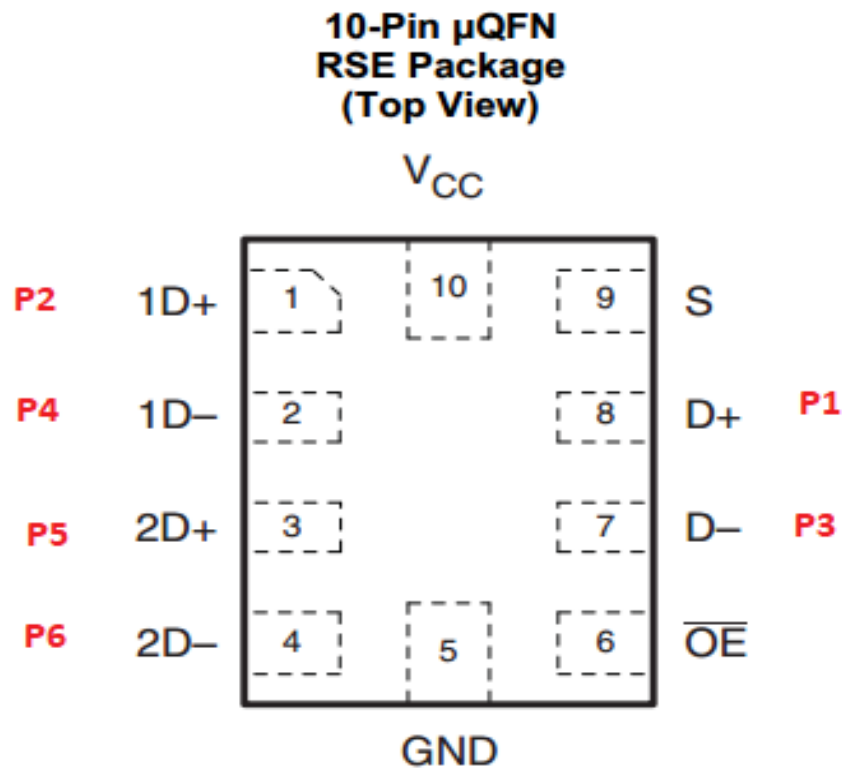 10-Pin µQFN
RSE Package
(Top View)
VCC
P2 1D+ 1 10 9 S
P4 1D– 2 8 D+ P1
P5 2D+ 3 7 D– P3
P6 2D– 4 5 6 OE
GND